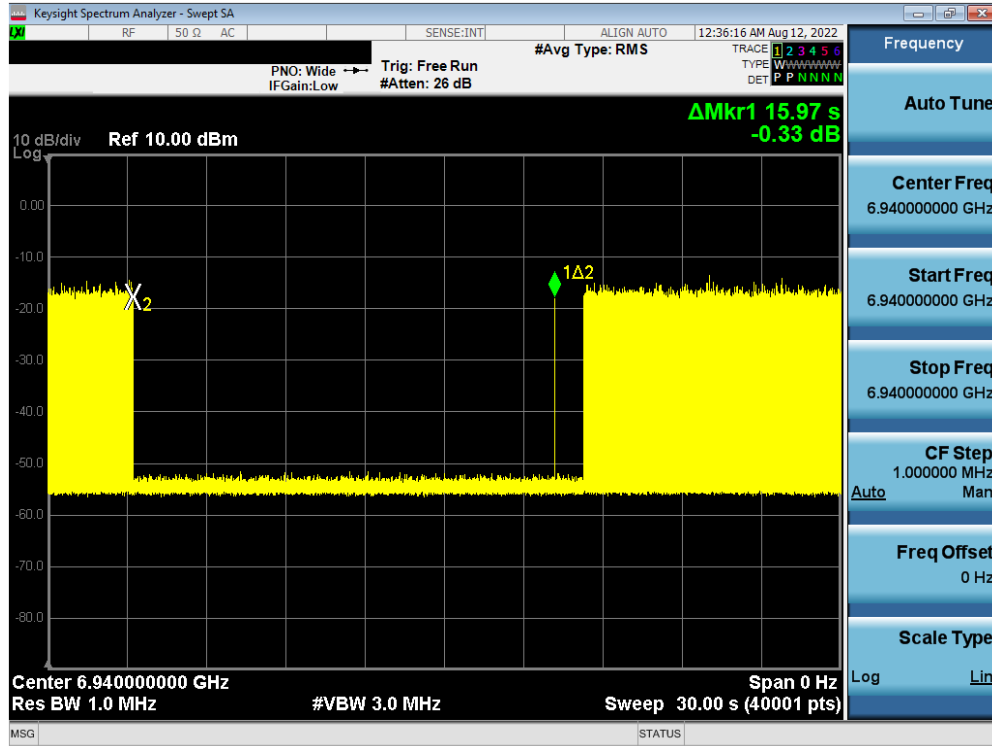 Keysight Spectrum Analyzer - Swept SA
LXI RF 50 Ω AC SENSE:INT ALIGN AUTO 12:36:16 AM Aug 12, 2022
#Avg Type: RMS
TRACE 1 2 3 4 5 6
PNO: Wide Trig: Free Run
TYPE WWWWWW
IFGain:Low #Atten: 26 dB
DET P P N N N N
ΔMkr1 15.97 s
-0.33 dB
10 dB/div Ref 10.00 dBm
Log
0.00
-10.0
1Δ2
2
-20.0
-30.0
-40.0
-50.0
-60.0
-70.0
-80.0
Center 6.940000000 GHz Span 0 Hz
Res BW 1.0 MHz #VBW 3.0 MHz Sweep 30.00 s (40001 pts)
MSG STATUS
Frequency
Auto Tune
Center Freq
6.940000000 GHz
Start Freq
6.940000000 GHz
Stop Freq
6.940000000 GHz
CF Step
1.000000 MHz
Auto Man
Freq Offset
0 Hz
Scale Type
Log Lin